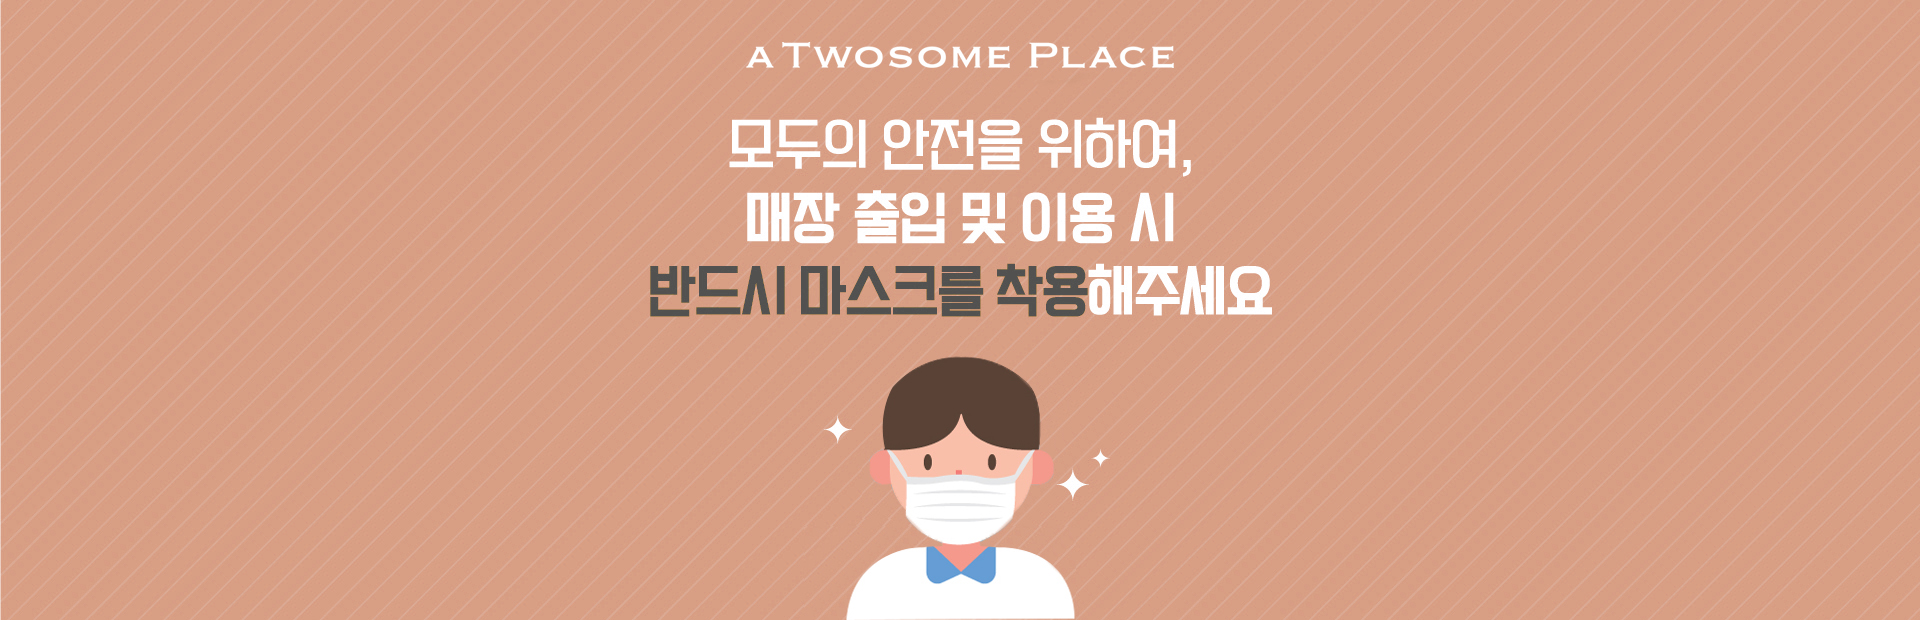 A TWOSOME PLACE
모두의 안전을 위하여,
매장 출입 및 이용 시
반드시 마스크를 착용해주세요